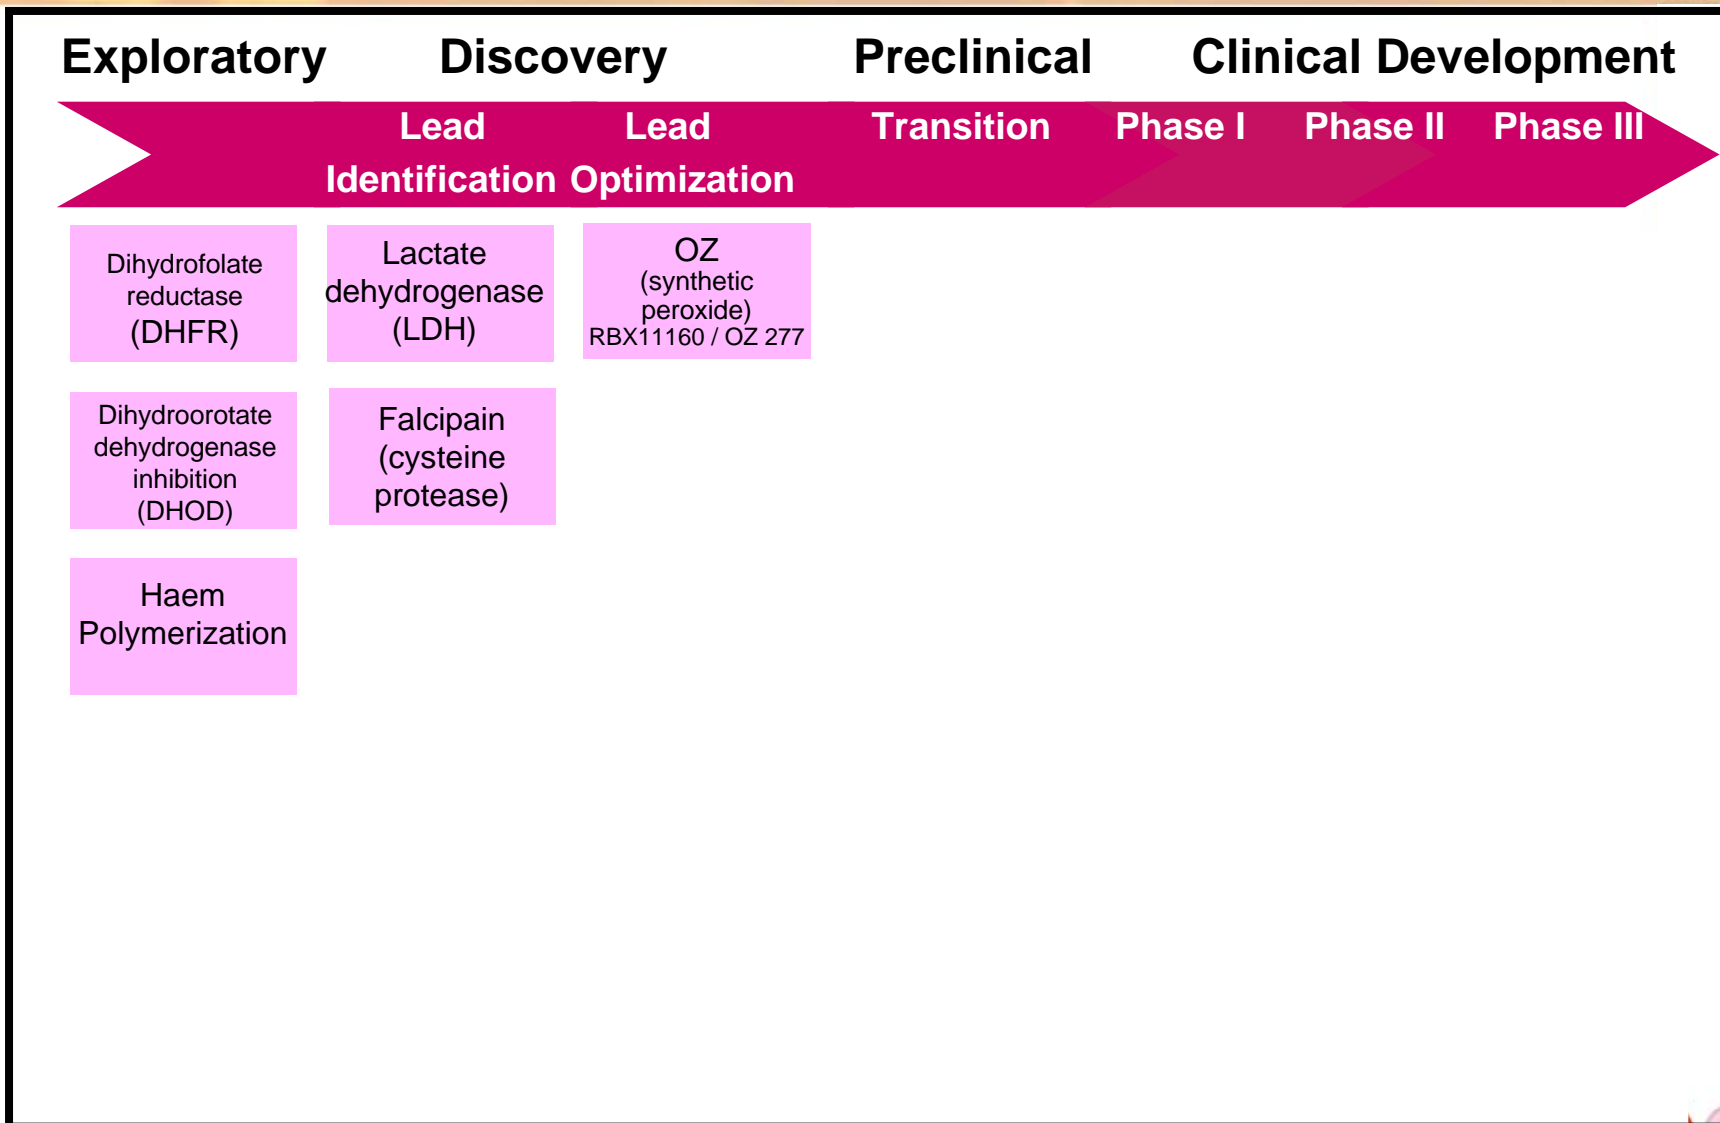 Exploratory Discovery Preclinical Clinical Development
Lead Lead Transition Phase I Phase II Phase III
Identification Optimization
Dihydrofolate
reductase
(DHFR)
Lactate
dehydrogenase
(LDH)
OZ
(synthetic
peroxide)
RBX11160 / OZ 277
Dihydroorotate
dehydrogenase
inhibition
(DHOD)
Falcipain
(cysteine
protease)
Haem
Polymerization